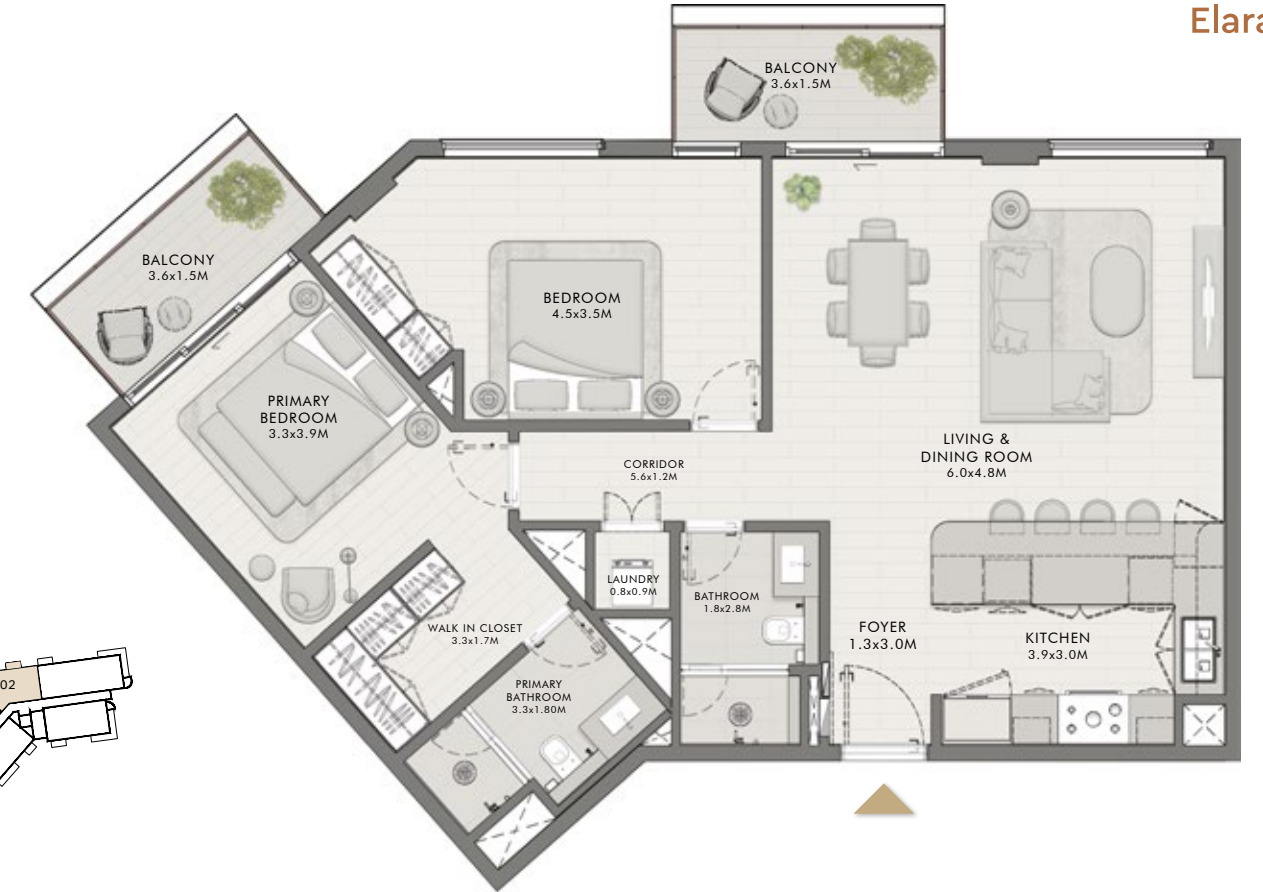 Elara
BALCONY
3.6x1.5M
BALCONY
3.6x1.5M
BEDROOM
4.5x3.5M
PRIMARY
BEDROOM
3.3x3.9M
LIVING &
DINING ROOM
6.0x4.8M
CORRIDOR
5.6x1.2M
LAUNDRY
0.8x0.9M
BATHROOM
1.8x2.8M
WALK IN CLOSET
3.3x1.7M
FOYER
1.3x3.0M
KITCHEN
3.9x3.0M
PRIMARY
BATHROOM
3.3x1.80M
02